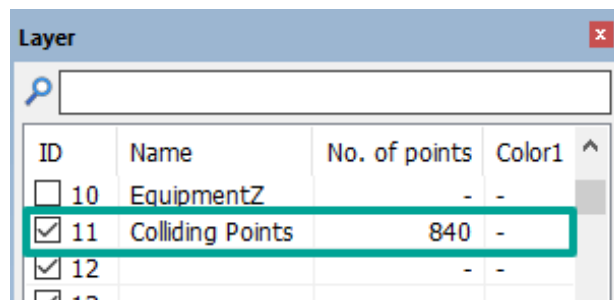 Layer
ID Name No. of points Color1
10 EquipmentZ - -
11 Colliding Points 840 -
12 - -